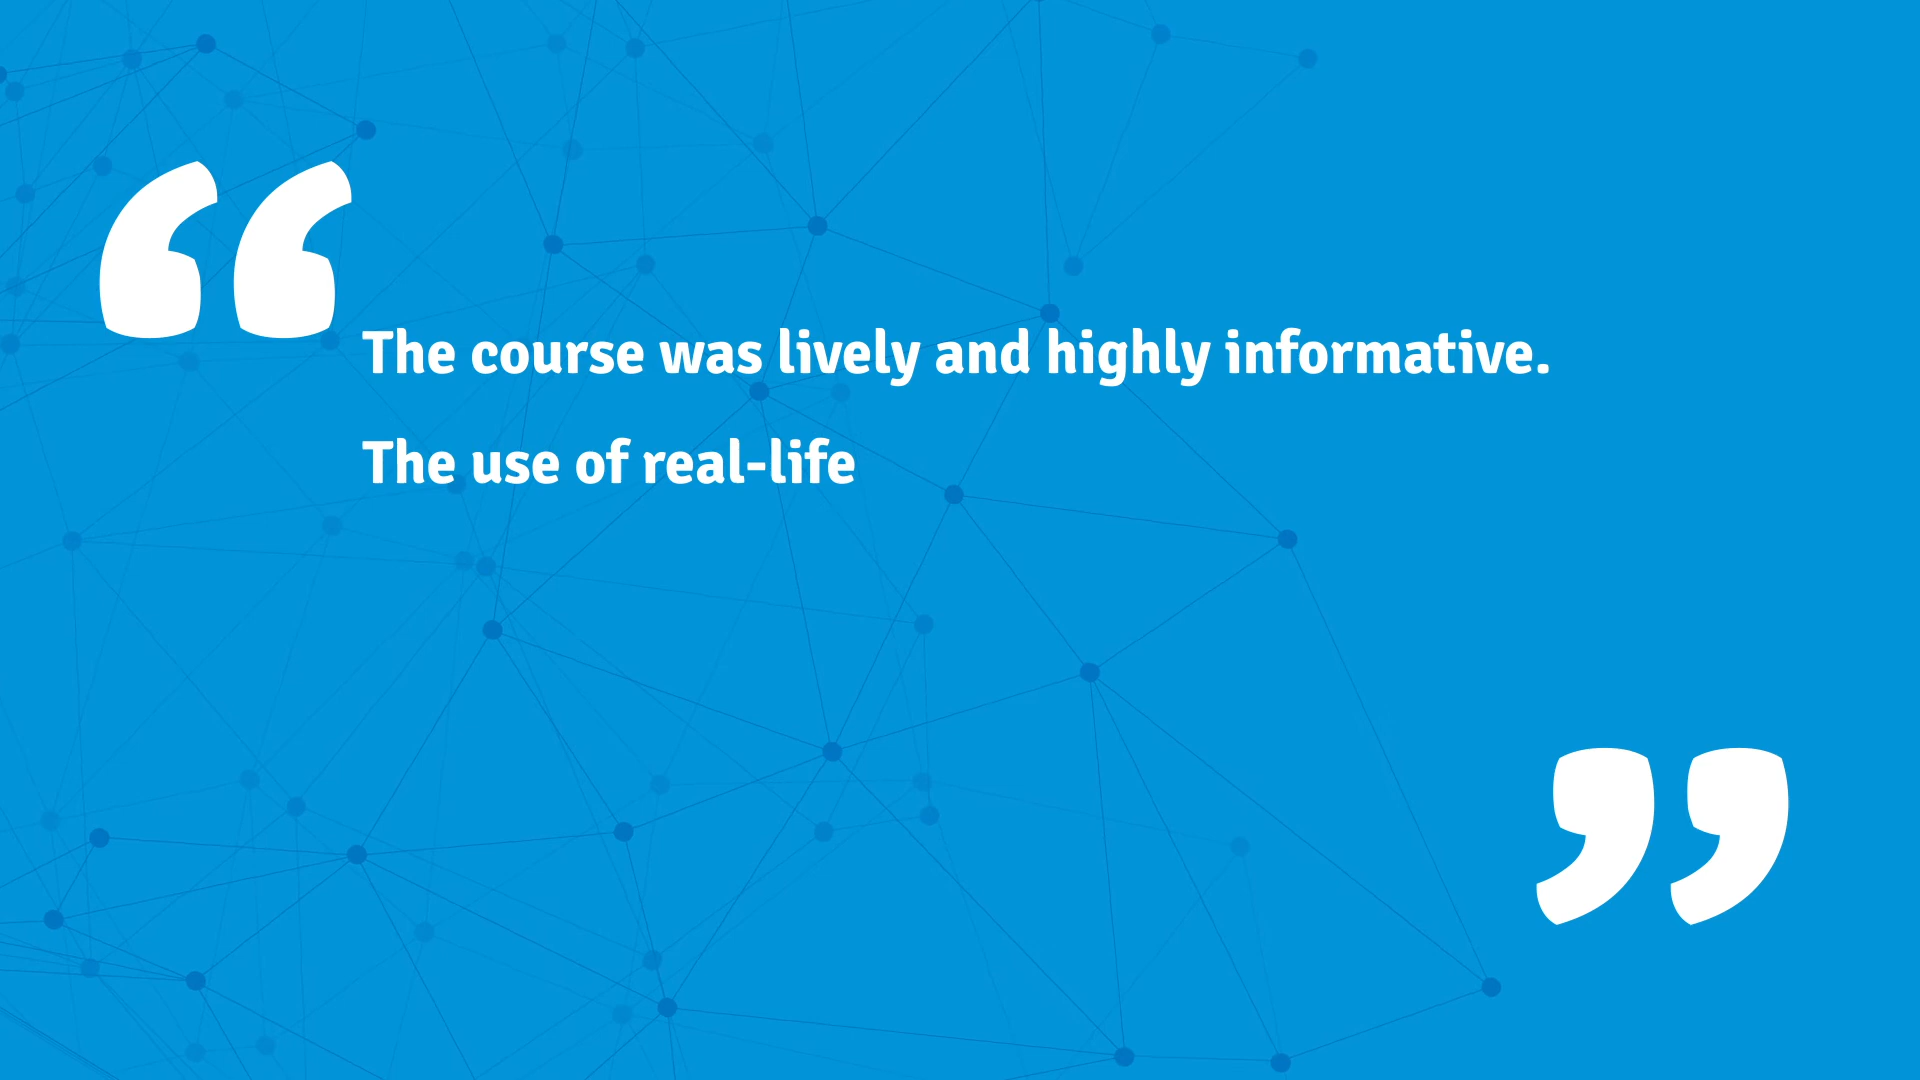 “
The course was lively and highly informative.
The use of real-life
”